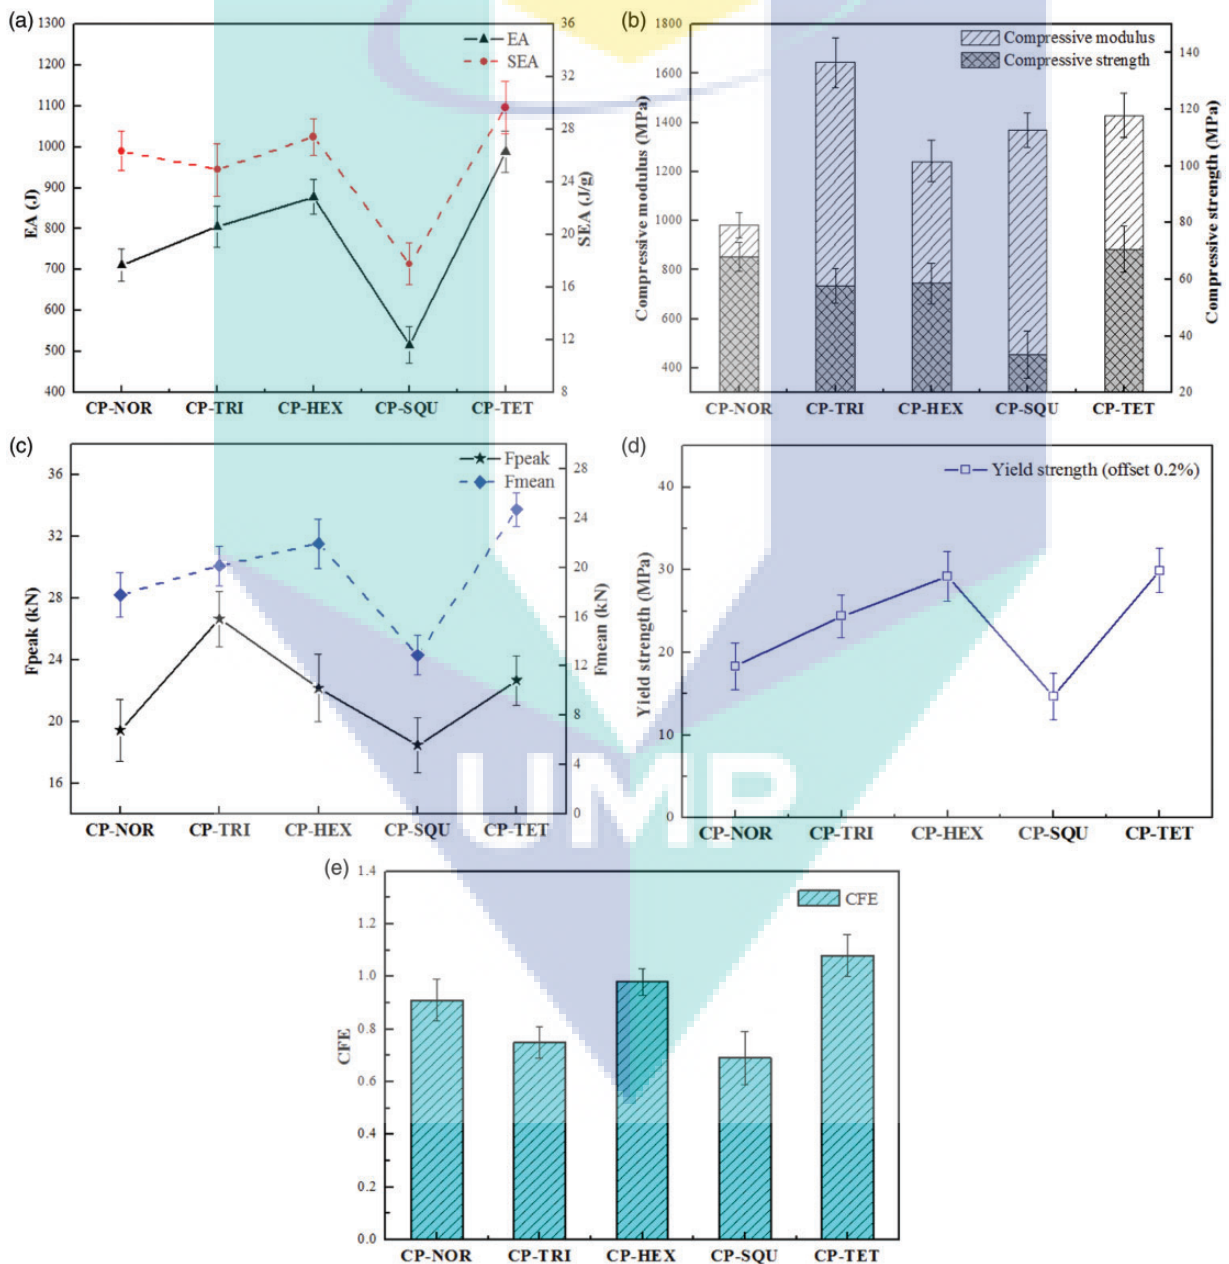 (a)
1300
1200
1100
1000
900
800
700
600
500
400
EA (J)
EA
SEA
36
32
28
24
20
16
12
8
SEA (J/g)
CP-NOR CP-TRI CP-HEX CP-SQU CP-TET
(b)
1800
1600
1400
1200
1000
800
600
400
Compressive modulus (MPa)
Compressive modulus
Compressive strength
140
120
100
80
60
40
20
Compressive strength (MPa)
CP-NOR CP-TRI CP-HEX CP-SQU CP-TET
(c)
36
32
28
24
20
16
Fpeak (kN)
Fpeak
Fmean
28
24
20
16
12
8
4
0
Fmean (kN)
CP-NOR CP-TRI CP-HEX CP-SQU CP-TET
(d)
40
30
20
10
0
Yield strength (MPa)
Yield strength (offset 0.2%)
CP-NOR CP-TRI CP-HEX CP-SQU CP-TET
UMP
(e)
1.4
1.2
1.0
0.8
0.6
0.4
0.2
0.0
CFE
CFE
CP-NOR CP-TRI CP-HEX CP-SQU CP-TET